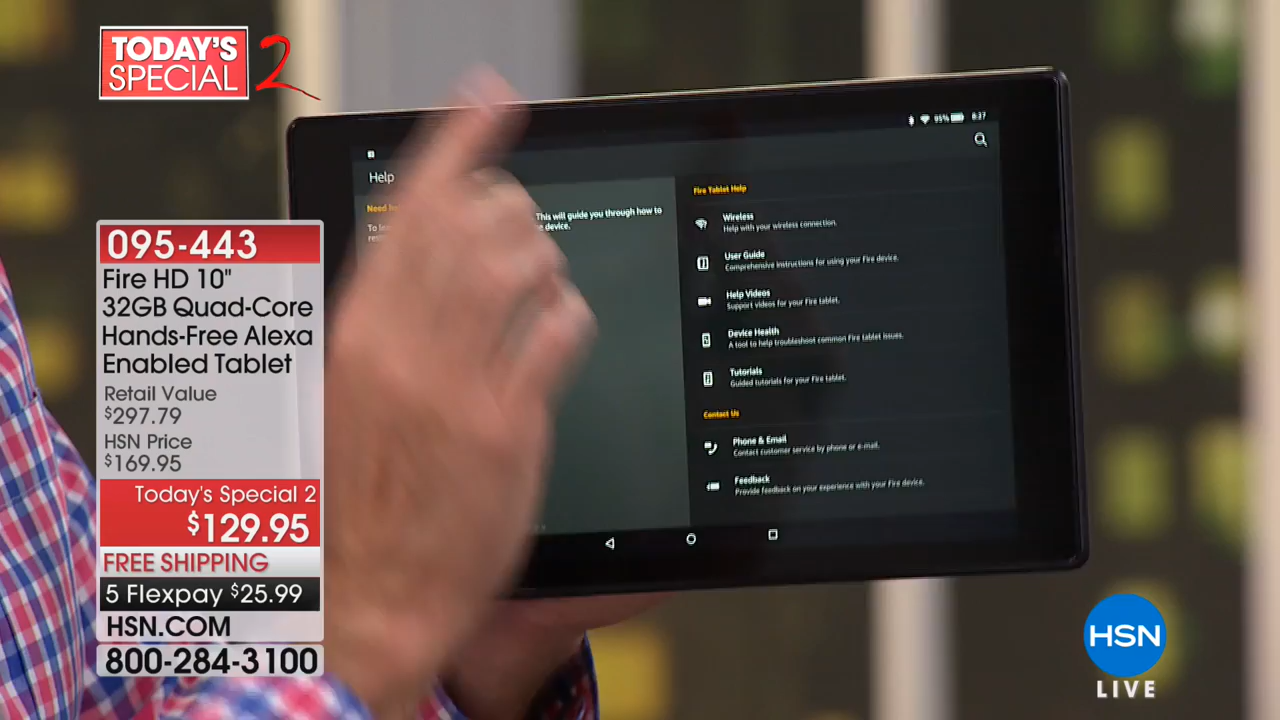 TODAY'S
SPECIAL 2
095-443
Fire HD 10"
32GB Quad-Core
Hands-Free Alexa
Enabled Tablet
Retail Value
$297.79
HSN Price
$169.95
Today's Special 2
$129.95
FREE SHIPPING
5 Flexpay $25.99
HSN.COM
800-284-3100
95% 8:37
Help
Need
This will guide you through how to
device.
Fire Tablet Help
Wireless
Help with your wireless connection.
User Guide
Comprehensive instructions for using your Fire device.
Help Videos
Support videos for your Fire tablet.
Device Health
A tool to help troubleshoot common Fire tablet issues.
Tutorials
Guided tutorials for your Fire tablet.
Contact Us
Phone & Email
Contact customer service by phone or e-mail.
Feedback
Provide feedback on your experience with your Fire device.
HSN
LIVE